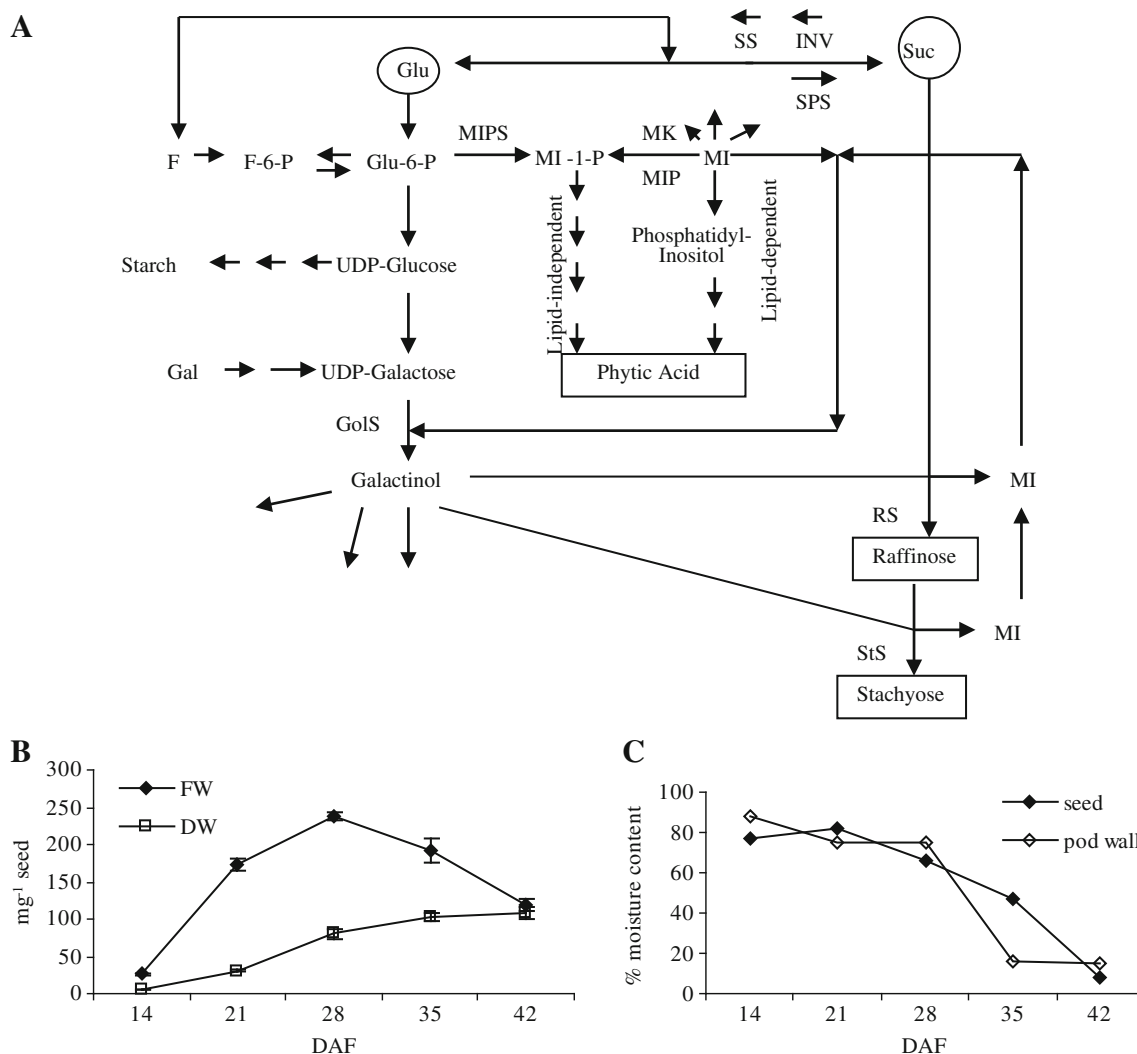 A
SS INV
Glu
Suc
SPS
MIPS MK
F F-6-P Glu-6-P MI -1-P MI
MIP
Lipid-independent
Phosphatidyl-
Inositol
Lipid-dependent
Starch UDP-Glucose
Gal UDP-Galactose Phytic Acid
GolS
Galactinol MI
RS
Raffinose
MI
StS
Stachyose
B
300
250
200
150
100
50
0
mg-1 seed
FW
DW
14 21 28 35 42
DAF
C
100
80
60
40
20
0
% moisture content
seed
pod wall
14 21 28 35 42
DAF